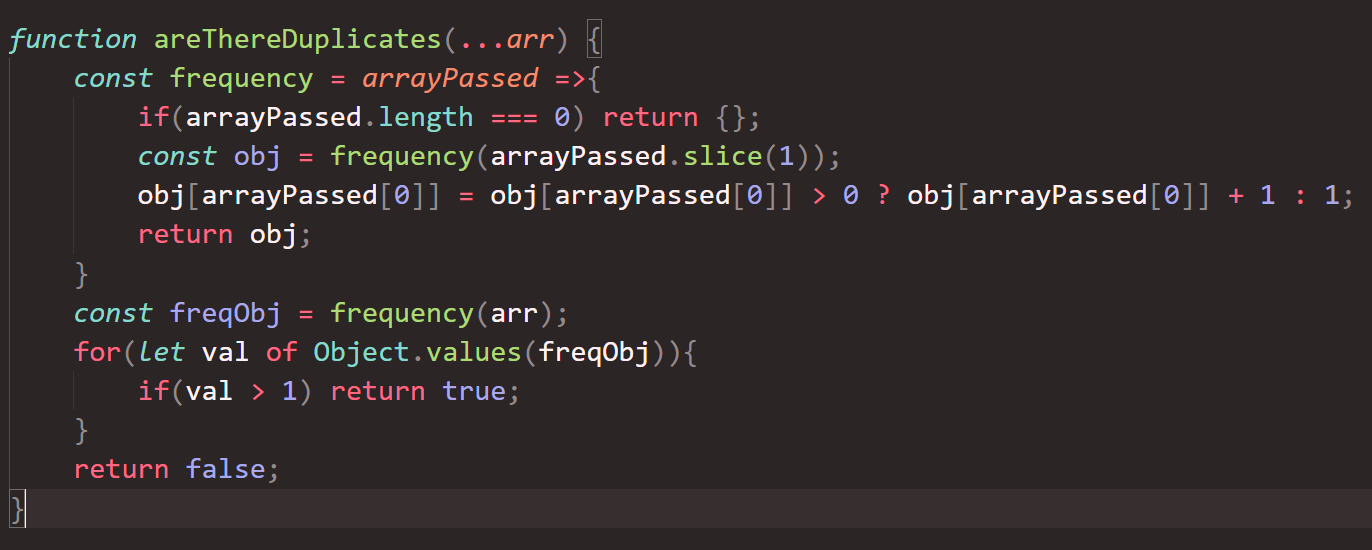 function areThereDuplicates(...arr) {
    const frequency = arrayPassed =>{
        if(arrayPassed.length === 0) return {};
        const obj = frequency(arrayPassed.slice(1));
        obj[arrayPassed[0]] = obj[arrayPassed[0]] > 0 ? obj[arrayPassed[0]] + 1 : 1;
        return obj;
    }
    const freqObj = frequency(arr);
    for(let val of Object.values(freqObj)){
        if(val > 1) return true;
    }
    return false;
}